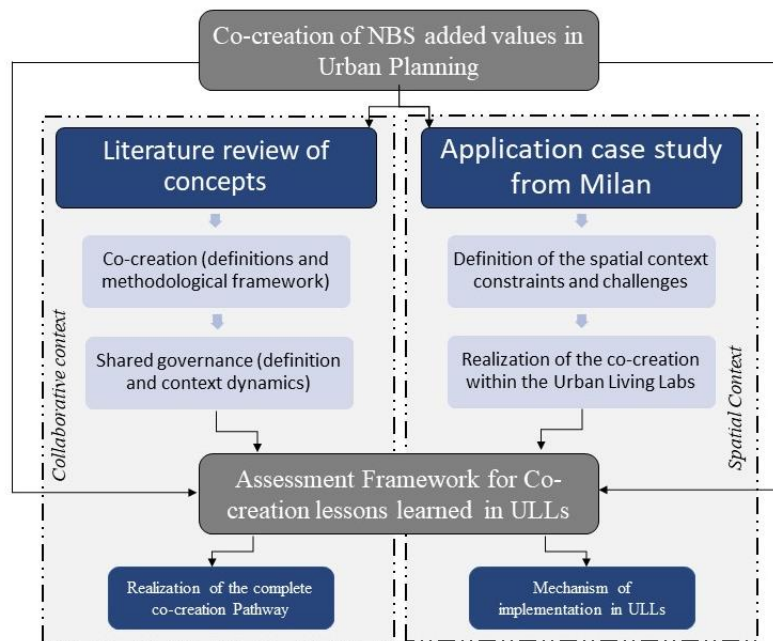 Co-creation of NBS added values in
Urban Planning
Literature review of
concepts
Application case study
from Milan
Co-creation (definitions and
methodological framework)
Definition of the spatial context
constraints and challenges
Shared governance (definition
and context dynamics)
Realization of the co-creation
within the Urban Living Labs
Collaborative context
Spatial Context
Assessment Framework for Co-
creation lessons learned in ULLs
Realization of the complete
co-creation Pathway
Mechanism of
implementation in ULLs